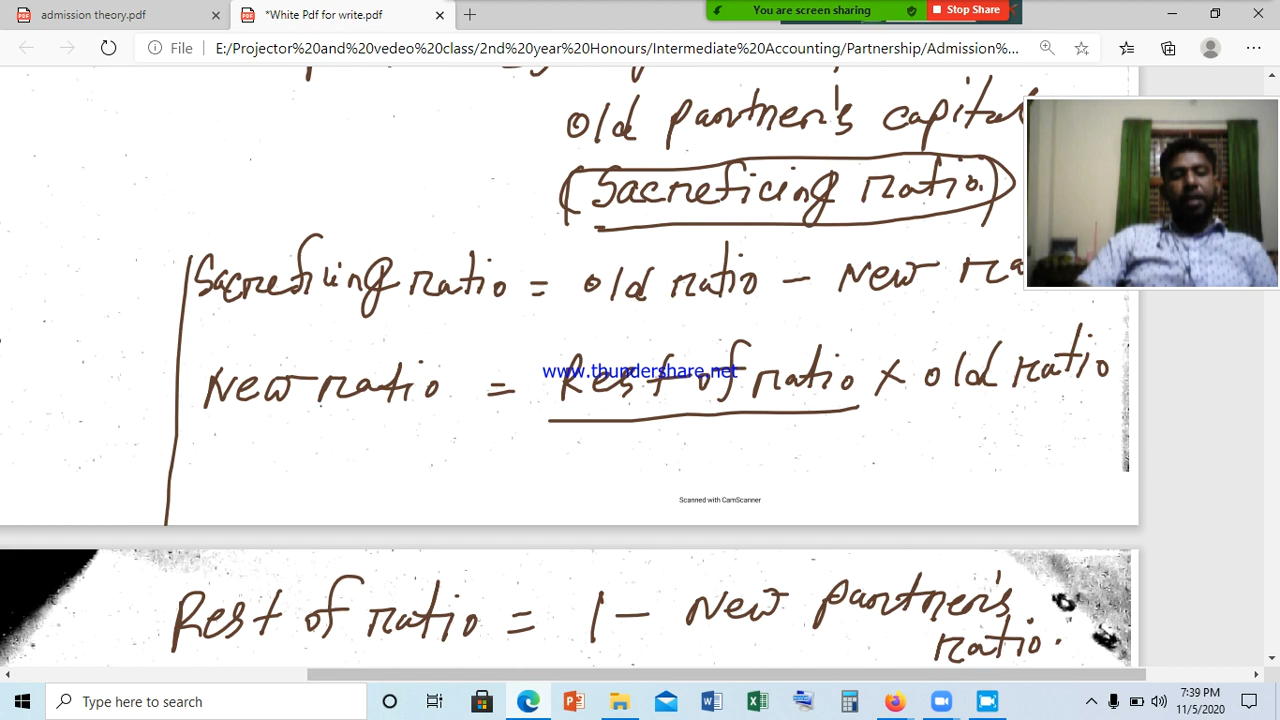 admission theory.pdf
*White Pdf for write.pdf
You are screen sharing
Stop Share
File
E:/Projector%20and%20vedeo%20class/2nd%20year%20Honours/Intermediate%20Accounting/Partnership/Admission%...
old partner's capital
(Sacreficing ratio.)
Sacreficing ratio = old ratio - New ra
New ratio = Rest of ratio × old ratio
www.thundershare.net
Scanned with CamScanner
Rest of ratio = 1 - New partner's
ratio.
Type here to search
7:39 PM
11/5/2020